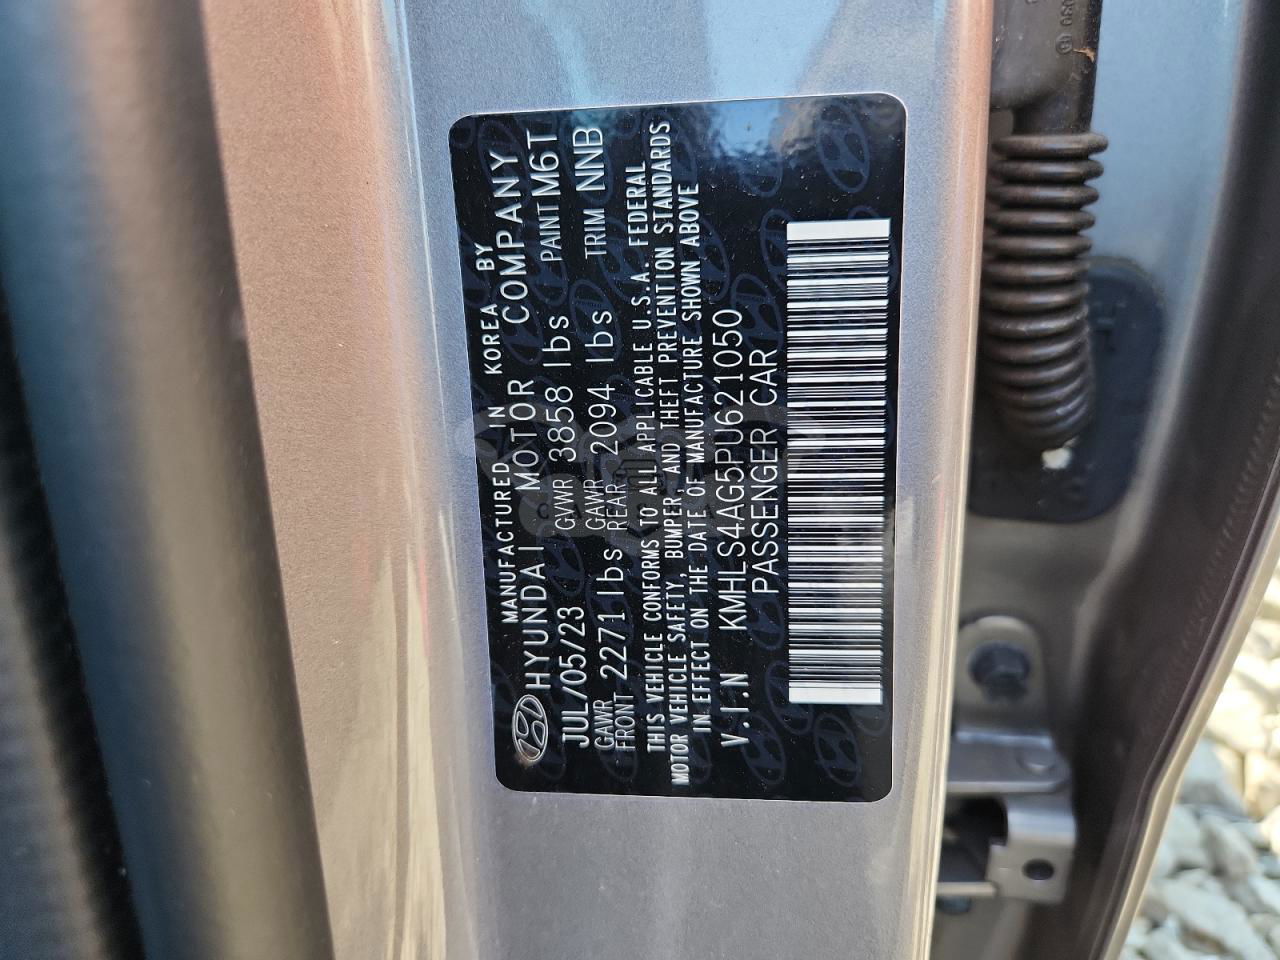 MANUFACTURED IN KOREA BY
HYUNDAI MOTOR COMPANY
JUL/05/23 GVWR 3858 lbs PAINT M6T
GAWR FRONT 2271 lbs GAWR REAR 2094 lbs TRIM NNB
THIS VEHICLE CONFORMS TO ALL APPLICABLE U.S.A. FEDERAL
MOTOR VEHICLE SAFETY, BUMPER, AND THEFT PREVENTION STANDARDS
IN EFFECT ON THE DATE OF MANUFACTURE SHOWN ABOVE
V.I.N KMHLS4AG5PU621050
PASSENGER CAR